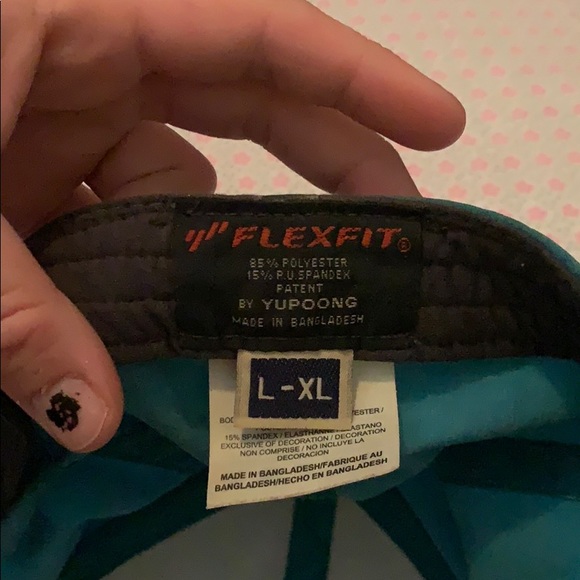 FLEXFIT®
85% POLYESTER
15% P.U.SPANDEX
PATENT
BY YUPOONG
MADE IN BANGLADESH
L-XL
15% SPANDEX / ELASTHANNE / ELASTANO
EXCLUSIVE OF DECORATION / DECORATION
NON COMPRISE / NO INCLUYE LA
DECORACION
MADE IN BANGLADESH/FABRIQUE AU
BANGLADESH/HECHO EN BANGLADESH